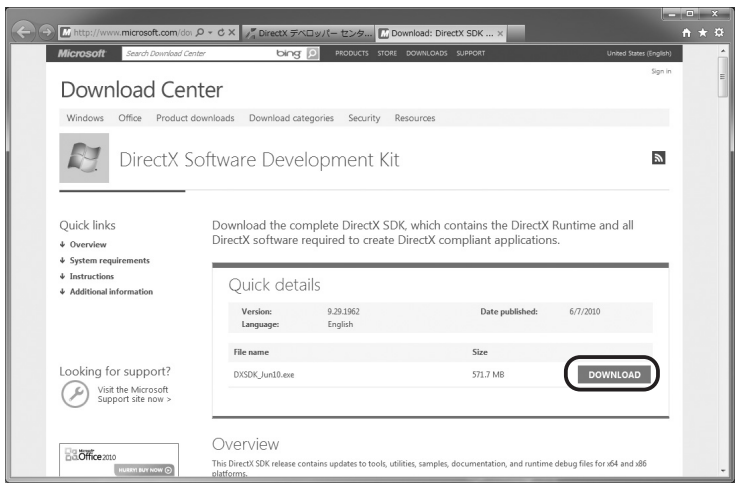 http://www.microsoft.com/dov
DirectX デベロッパー センタ...
Download: DirectX SDK ...
Microsoft
Search Download Center
bing
PRODUCTS STORE DOWNLOADS SUPPORT
United States (English)
Sign in
Download Center
Windows Office Product downloads Download categories Security Resources
DirectX Software Development Kit
Quick links
Overview
System requirements
Instructions
Additional information
Looking for support?
Visit the Microsoft
Support site now >
Microsoft
Office 2010
HURRY! BUY NOW
Download the complete DirectX SDK, which contains the DirectX Runtime and all
DirectX software required to create DirectX compliant applications.
Quick details
Version: 9.29.1962 Date published: 6/7/2010
Language: English
File name Size
DXSDK_Jun10.exe 571.7 MB DOWNLOAD
Overview
This DirectX SDK release contains updates to tools, utilities, samples, documentation, and runtime debug files for x64 and x86
platforms.